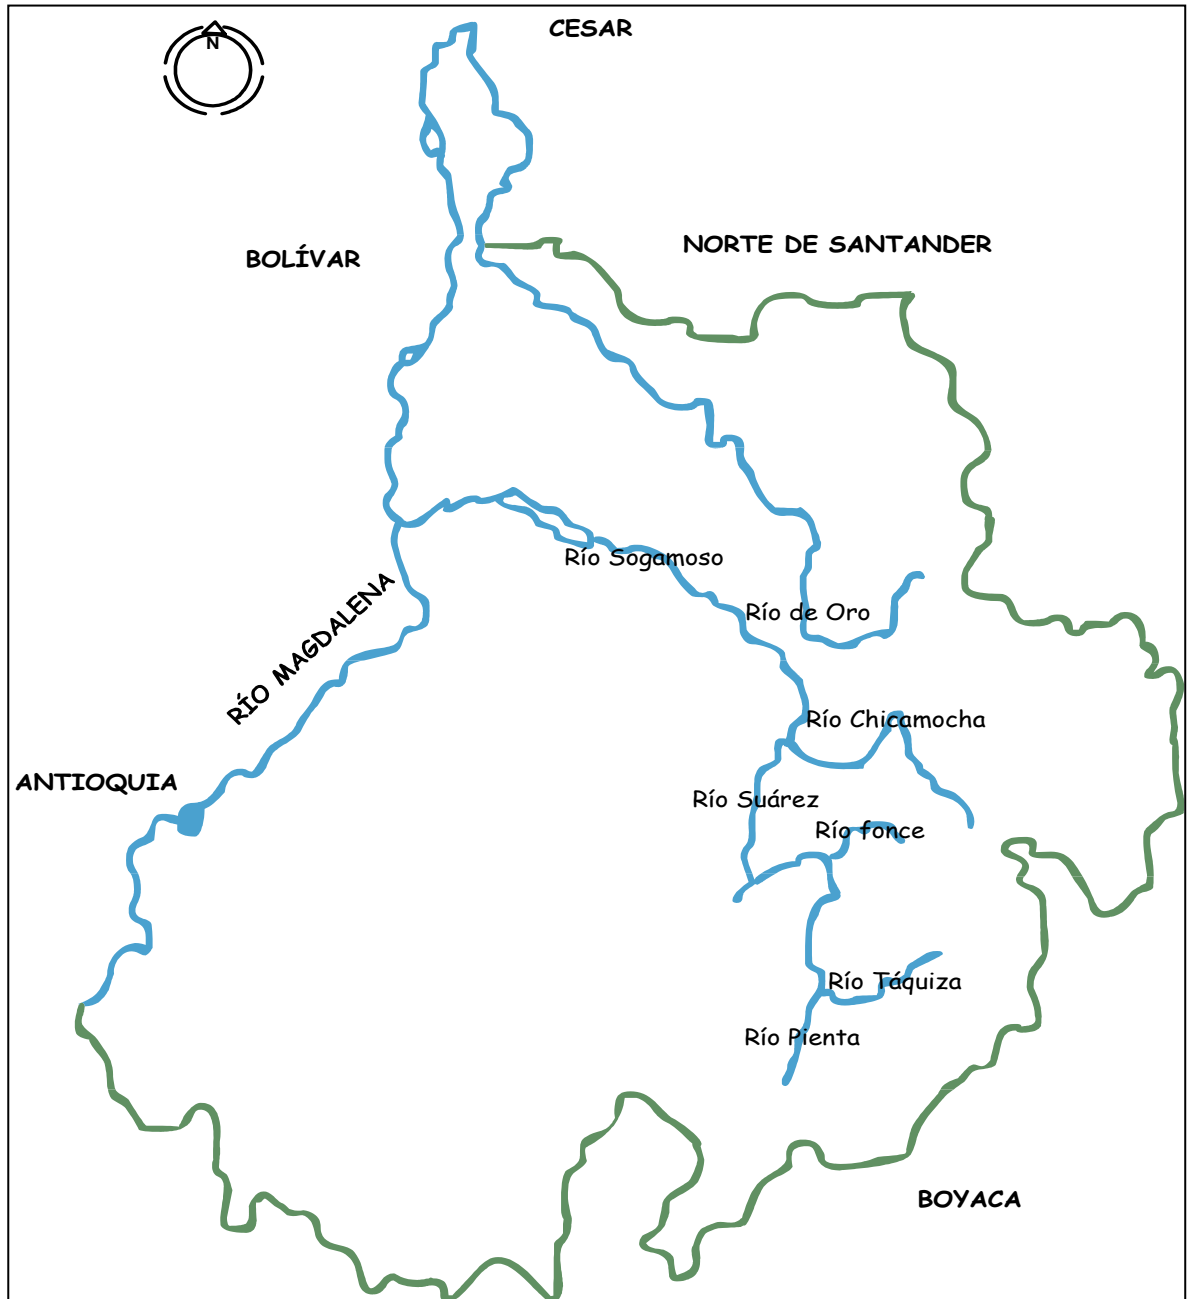 CESAR
N
NORTE DE SANTANDER
BOLÍVAR
Río Sogamoso
Río de Oro
RÍO MAGDALENA
Río Chicamocha
ANTIOQUIA
Río Suárez
Río fonce
Río Táquiza
Río Pienta
BOYACA